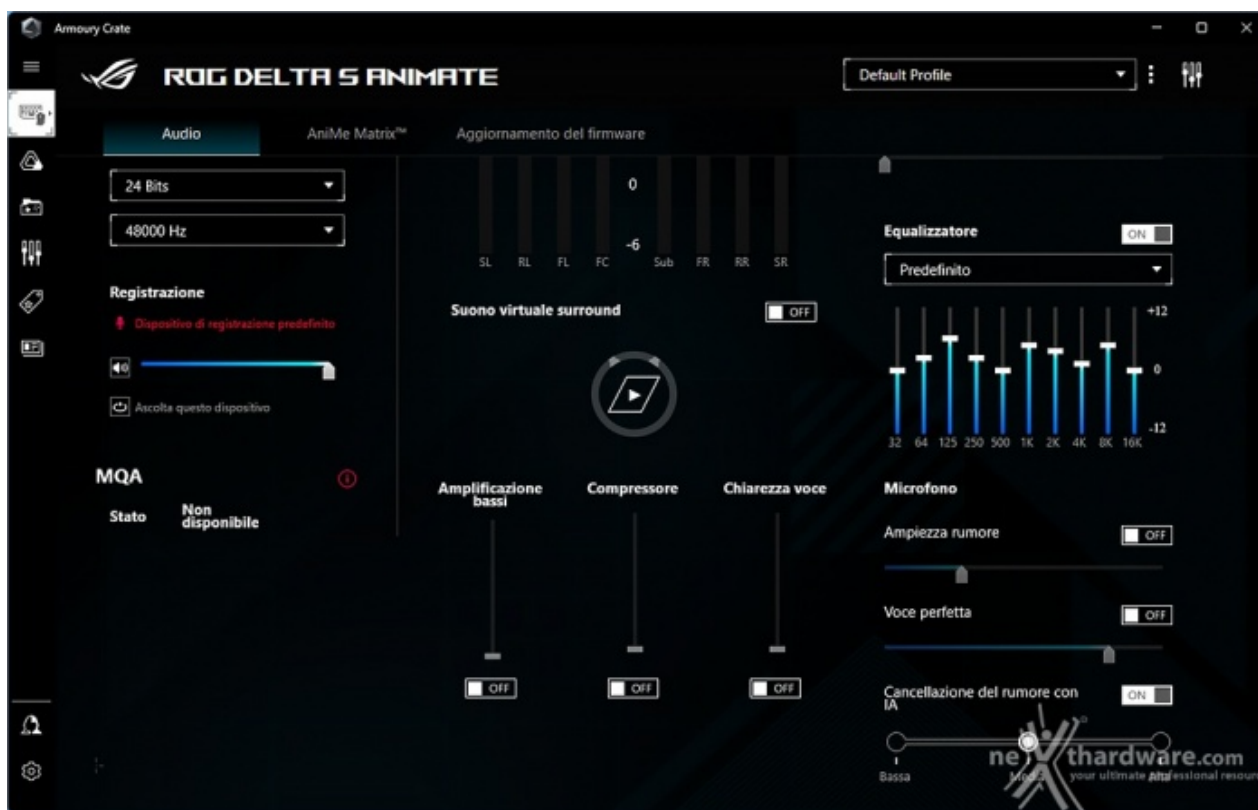 Armoury Crate
ROG DELTA S ANIMATE
Default Profile
Audio
AniMe Matrix™
Aggiornamento del firmware
24 Bits
48000 Hz
Registrazione
Dispositivo di registrazione predefinito
Ascolta questo dispositivo
MQA
Stato
Non
disponibile
0
-6
SL RL FL FC Sub FR RR SR
Suono virtuale surround
OFF
Amplificazione
bassi
Compressore
Chiarezza voce
OFF
OFF
OFF
Equalizzatore
ON
Predefinito
+12
0
-12
32 64 125 250 500 1K 2K 4K 8K 16K
Microfono
Ampiezza rumore
OFF
Voce perfetta
OFF
Cancellazione del rumore con
IA
ON
Bassa
nexthardware.com
your ultimate professional resource